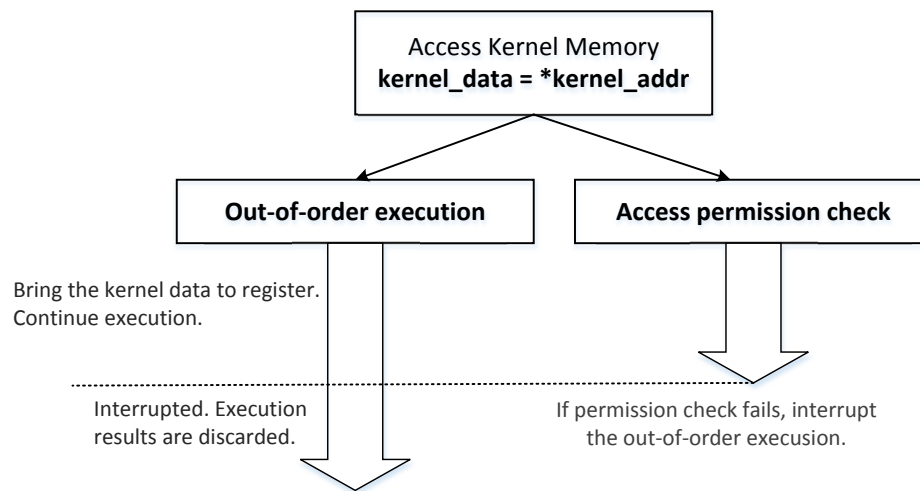 Access Kernel Memory
kernel_data = *kernel_addr
Out-of-order execution
Access permission check
Bring the kernel data to register.
Continue execution.
Interrupted. Execution
results are discarded.
If permission check fails, interrupt
the out-of-order execusion.